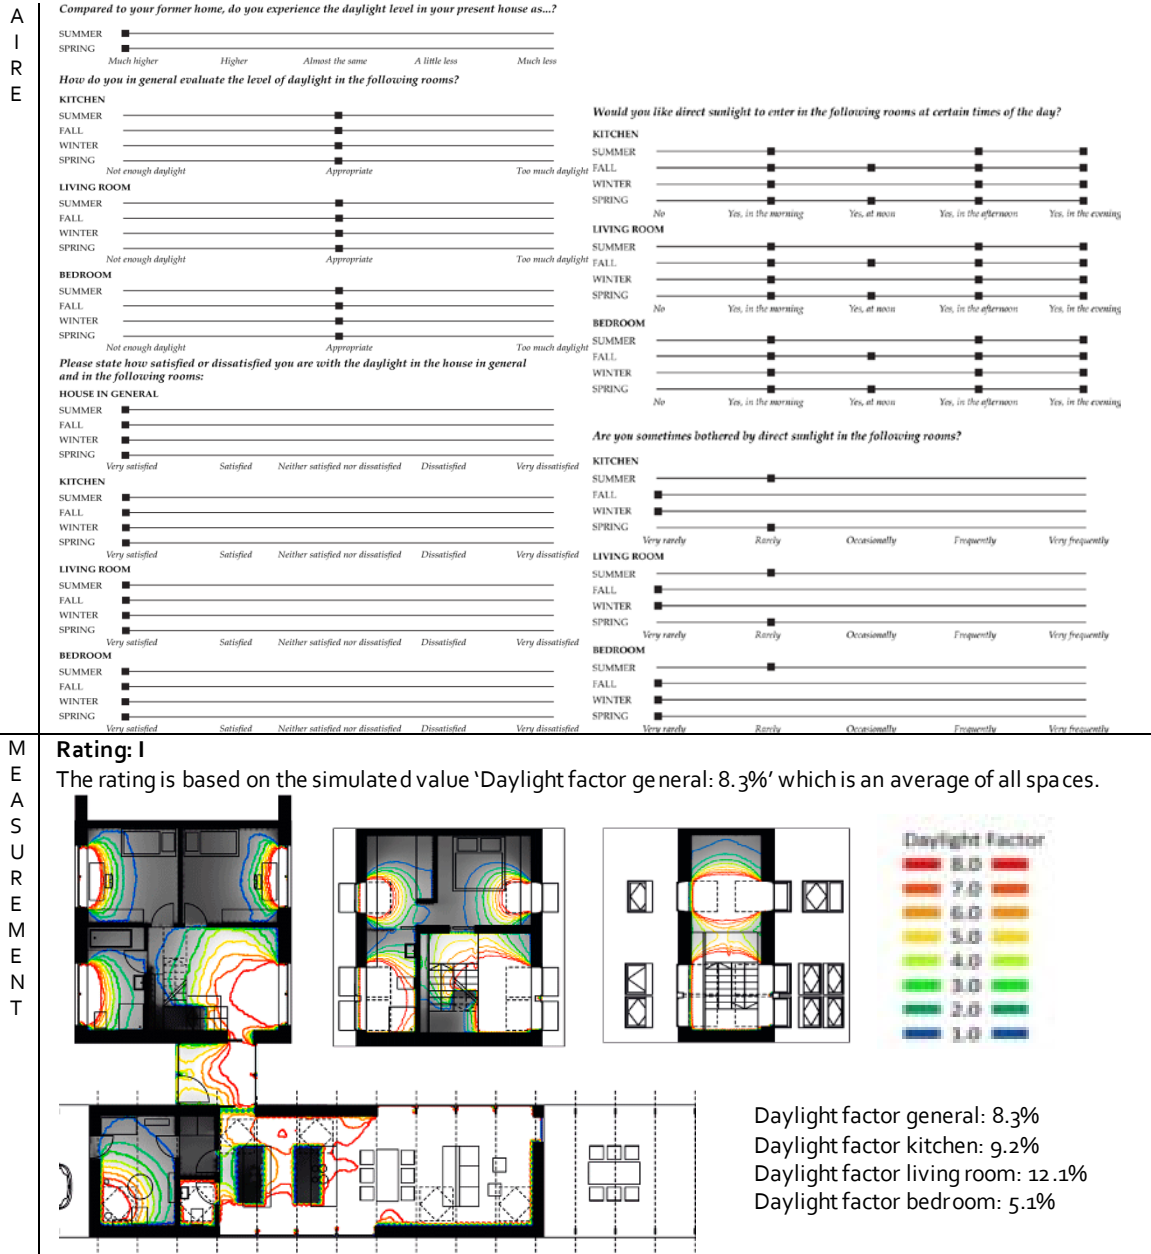 A
I
R
E
Compared to your former home, do you experience the daylight level in your present house as...?
SUMMER
SPRING
Much higher Higher Almost the same A little less Much less
How do you in general evaluate the level of daylight in the following rooms?
KITCHEN
SUMMER
FALL
WINTER
SPRING
Not enough daylight Appropriate Too much daylight
LIVING ROOM
SUMMER
FALL
WINTER
SPRING
Not enough daylight Appropriate Too much daylight
BEDROOM
SUMMER
FALL
WINTER
SPRING
Not enough daylight Appropriate Too much daylight
Please state how satisfied or dissatisfied you are with the daylight in the house in general
and in the following rooms:
HOUSE IN GENERAL
SUMMER
FALL
WINTER
SPRING
Very satisfied Satisfied Neither satisfied nor dissatisfied Dissatisfied Very dissatisfied
KITCHEN
SUMMER
FALL
WINTER
SPRING
Very satisfied Satisfied Neither satisfied nor dissatisfied Dissatisfied Very dissatisfied
LIVING ROOM
SUMMER
FALL
WINTER
SPRING
Very satisfied Satisfied Neither satisfied nor dissatisfied Dissatisfied Very dissatisfied
BEDROOM
SUMMER
FALL
WINTER
SPRING
Very satisfied Satisfied Neither satisfied nor dissatisfied Dissatisfied Very dissatisfied
Would you like direct sunlight to enter in the following rooms at certain times of the day?
KITCHEN
SUMMER
FALL
WINTER
SPRING
No Yes, in the morning Yes, at noon Yes, in the afternoon Yes, in the evening
LIVING ROOM
SUMMER
FALL
WINTER
SPRING
No Yes, in the morning Yes, at noon Yes, in the afternoon Yes, in the evening
BEDROOM
SUMMER
FALL
WINTER
SPRING
No Yes, in the morning Yes, at noon Yes, in the afternoon Yes, in the evening
Are you sometimes bothered by direct sunlight in the following rooms?
KITCHEN
SUMMER
FALL
WINTER
SPRING
Very rarely Rarely Occasionally Frequently Very frequently
LIVING ROOM
SUMMER
FALL
WINTER
SPRING
Very rarely Rarely Occasionally Frequently Very frequently
BEDROOM
SUMMER
FALL
WINTER
SPRING
Very rarely Rarely Occasionally Frequently Very frequently
M
E
A
S
U
R
E
M
E
N
T
Rating: I
The rating is based on the simulated value ‘Daylight factor general: 8.3%’ which is an average of all spaces.
Daylight Factor
8.0
7.0
6.0
5.0
4.0
3.0
2.0
1.0
Daylight factor general: 8.3%
Daylight factor kitchen: 9.2%
Daylight factor living room: 12.1%
Daylight factor bedroom: 5.1%